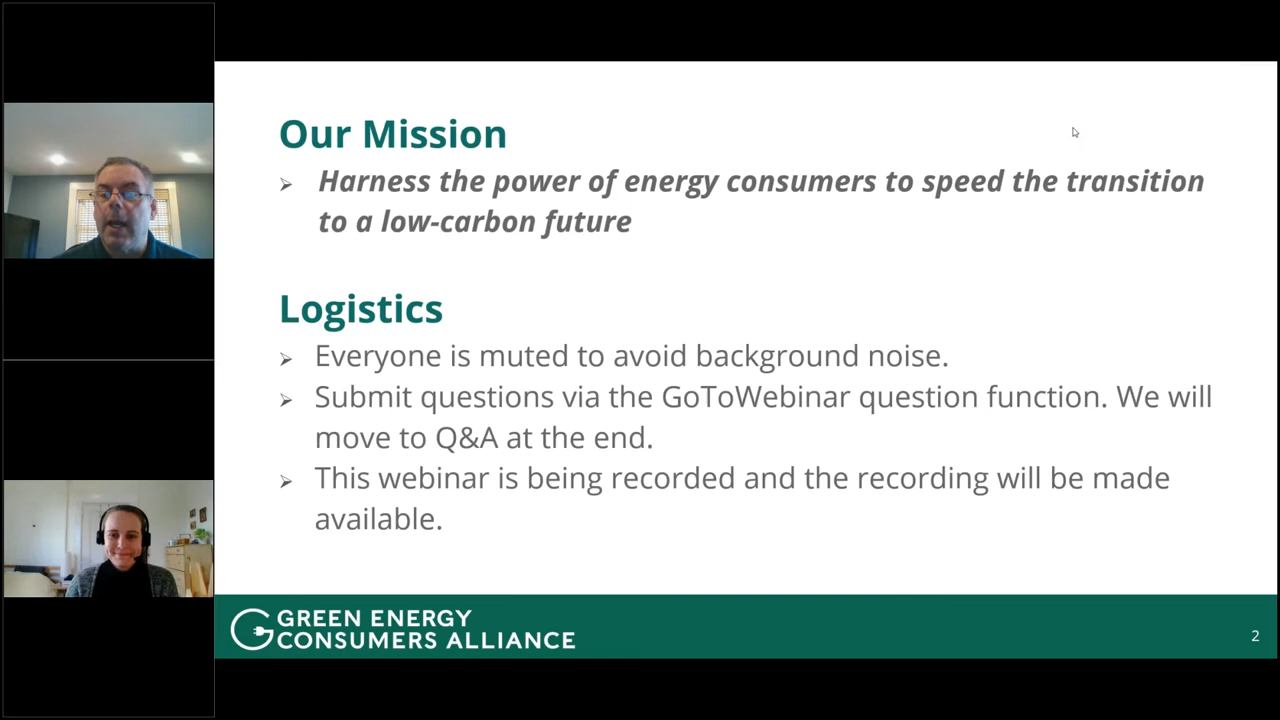 Our Mission
Harness the power of energy consumers to speed the transition
to a low-carbon future
Logistics
Everyone is muted to avoid background noise.
Submit questions via the GoToWebinar question function. We will
move to Q&A at the end.
This webinar is being recorded and the recording will be made
available.
GREEN ENERGY
CONSUMERS ALLIANCE
2